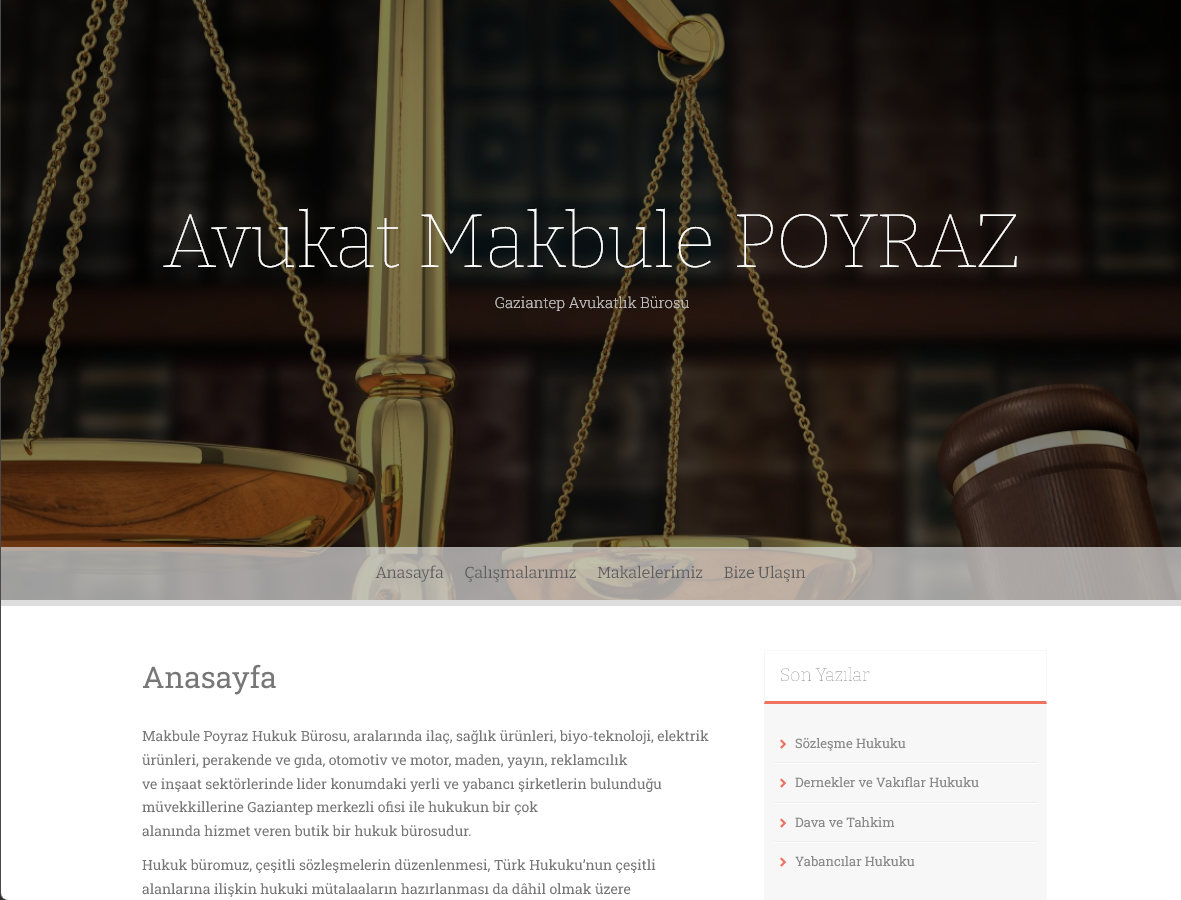 Avukat Makbule POYRAZ
Gaziantep Avukatlık Bürosu
Anasayfa Çalışmalarımız Makalelerimiz Bize Ulaşın
Anasayfa
Makbule Poyraz Hukuk Bürosu, aralarında ilaç, sağlık ürünleri, biyo-teknoloji, elektrik
ürünleri, perakende ve gıda, otomotiv ve motor, maden, yayın, reklamcılık
ve inşaat sektörlerinde lider konumdaki yerli ve yabancı şirketlerin bulunduğu
müvekkillerine Gaziantep merkezli ofisi ile hukukun bir çok
alanında hizmet veren butik bir hukuk bürosudur.
Hukuk büromuz, çeşitli sözleşmelerin düzenlenmesi, Türk Hukuku’nun çeşitli
alanlarına ilişkin hukuki mütalaaların hazırlanması da dâhil olmak üzere
Son Yazılar
Sözleşme Hukuku
Dernekler ve Vakıflar Hukuku
Dava ve Tahkim
Yabancılar Hukuku